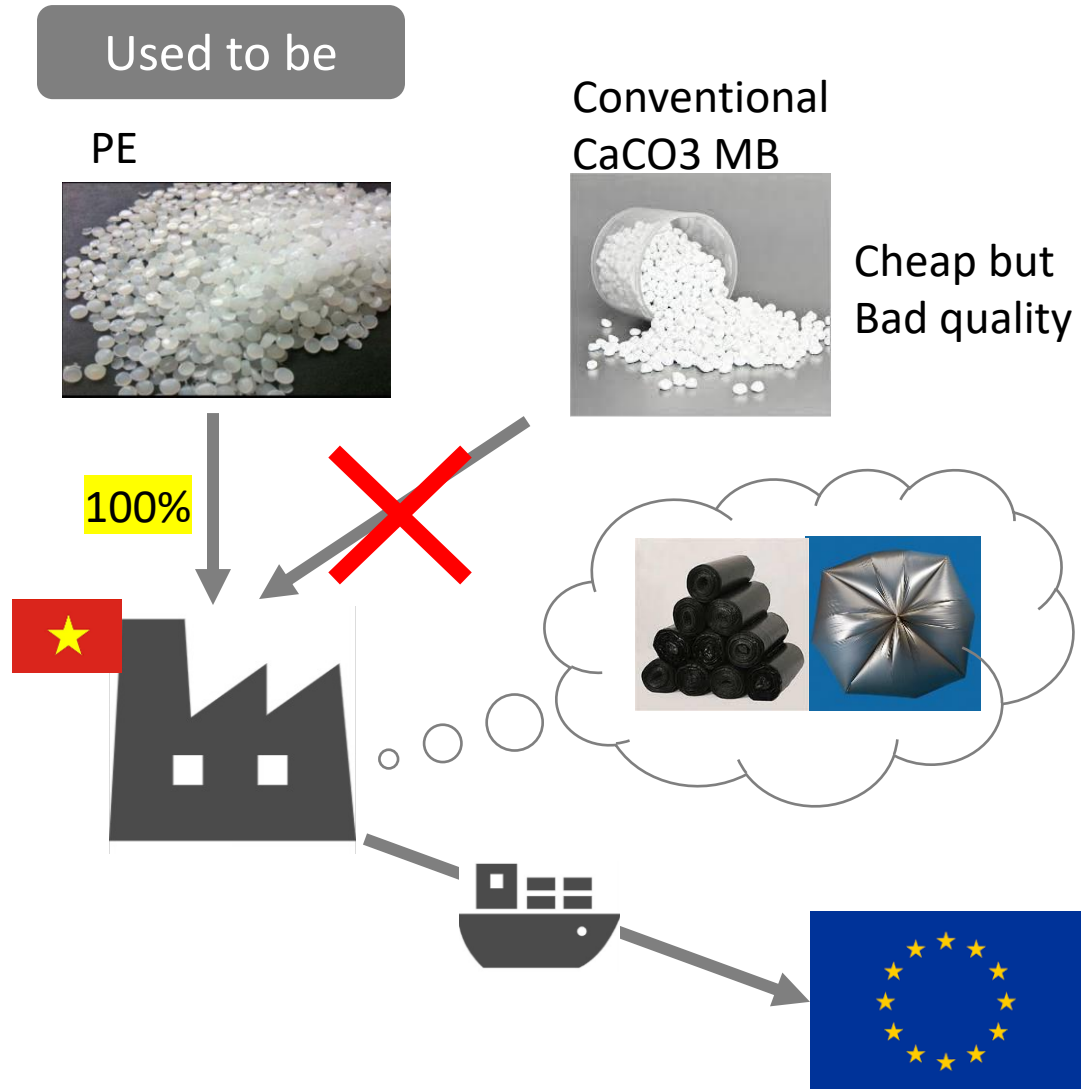 Used to be
PE
Conventional
CaCO3 MB
Cheap but
Bad quality
100%